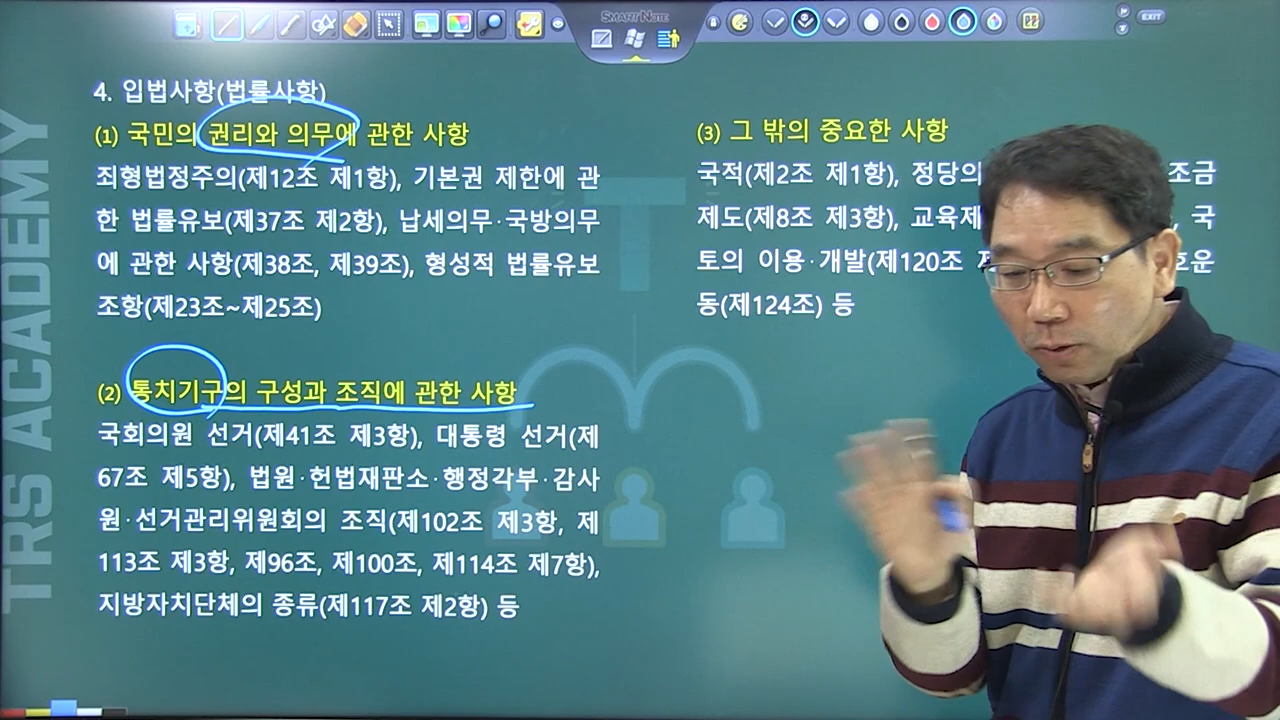 SMART NOTE
EXIT
TRS ACADEMY
4. 입법사항(법률사항)
(1) 국민의 권리와 의무에 관한 사항
죄형법정주의(제12조 제1항), 기본권 제한에 관
한 법률유보(제37조 제2항), 납세의무·국방의무
에 관한 사항(제38조, 제39조), 형성적 법률유보
조항(제23조~제25조)
(2) 통치기구의 구성과 조직에 관한 사항
국회의원 선거(제41조 제3항), 대통령 선거(제
67조 제5항), 법원·헌법재판소·행정각부·감사
원·선거관리위원회의 조직(제102조 제3항, 제
113조 제3항, 제96조, 제100조, 제114조 제7항),
지방자치단체의 종류(제117조 제2항) 등
(3) 그 밖의 중요한 사항
국적(제2조 제1항), 정당의 조금
제도(제8조 제3항), 교육제 국
토의 이용·개발(제120조 호운
동(제124조) 등